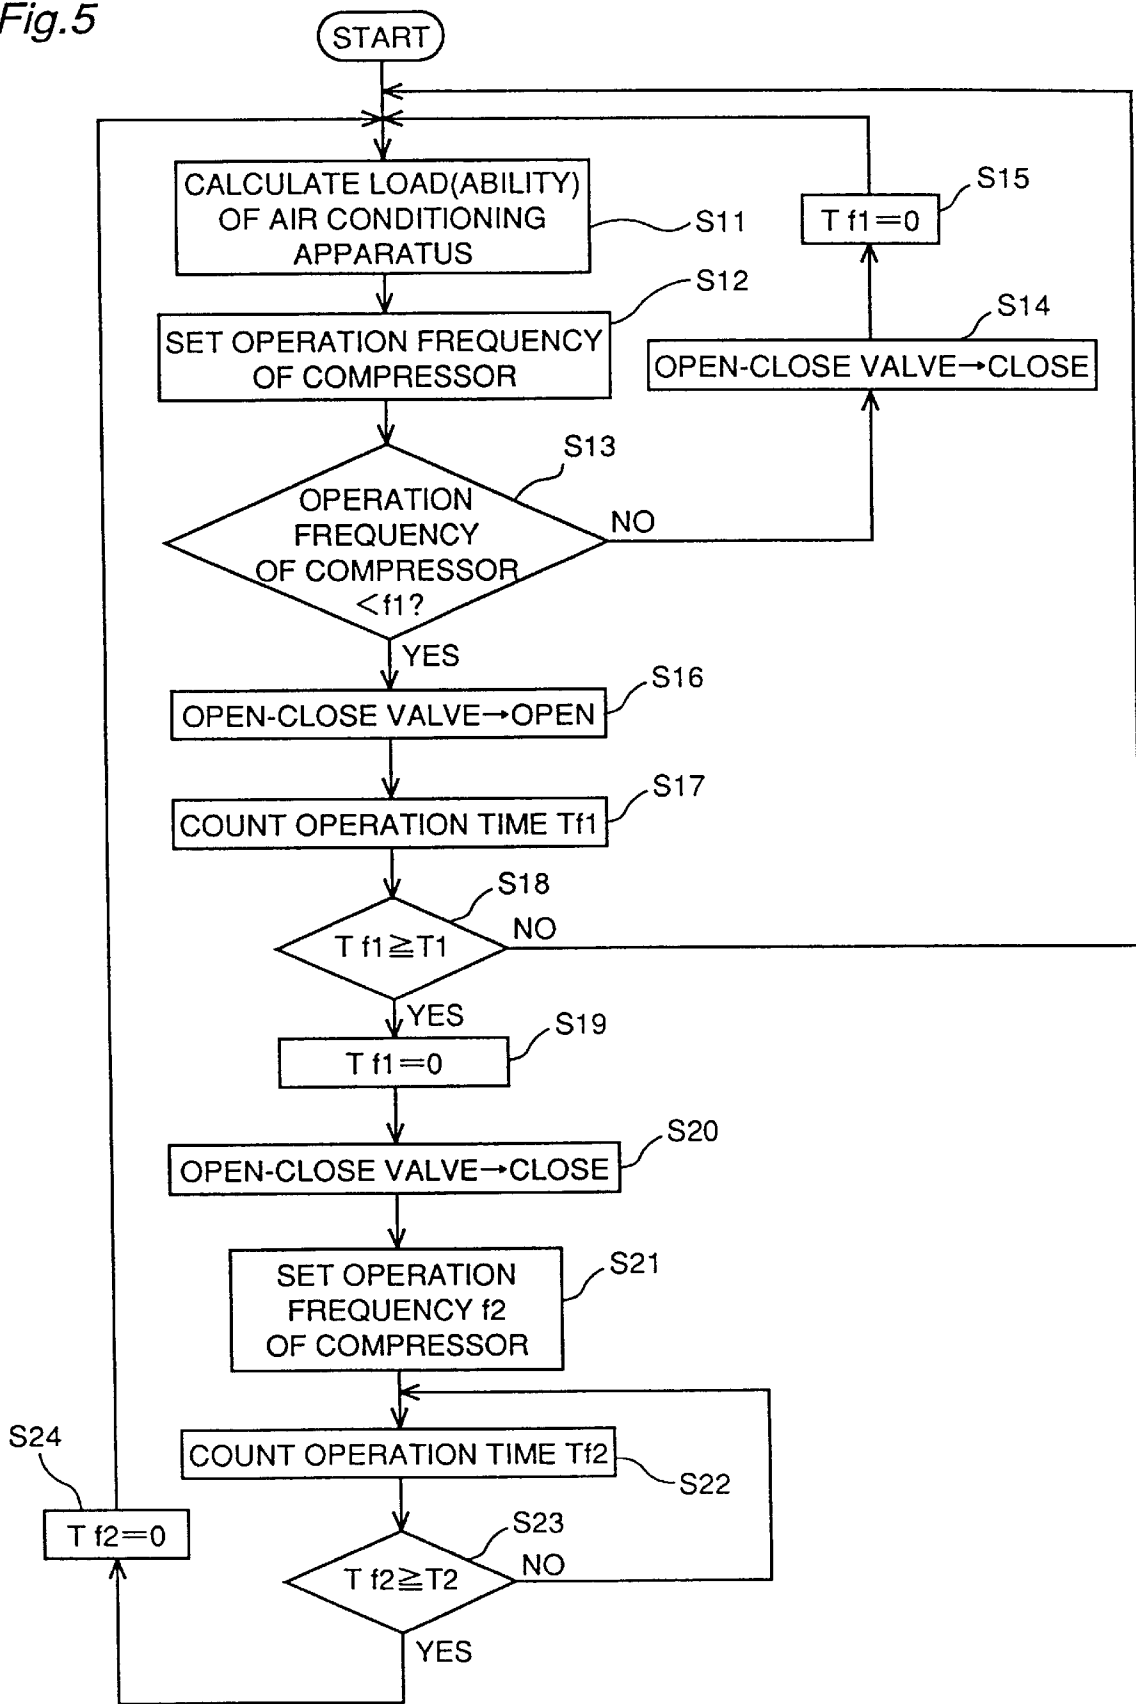 Fig.5
START
CALCULATE LOAD(ABILITY)
OF AIR CONDITIONING
APPARATUS
S11
S15
T f1=0
S12
SET OPERATION FREQUENCY
OF COMPRESSOR
S14
OPEN-CLOSE VALVE→CLOSE
S13
OPERATION
FREQUENCY
OF COMPRESSOR
<f1?
NO
YES
S16
OPEN-CLOSE VALVE→OPEN
S17
COUNT OPERATION TIME Tf1
S18
T f1≧T1
NO
YES
S19
T f1=0
S20
OPEN-CLOSE VALVE→CLOSE
S21
SET OPERATION
FREQUENCY f2
OF COMPRESSOR
S24
COUNT OPERATION TIME Tf2
S22
T f2=0
S23
T f2≧T2
NO
YES